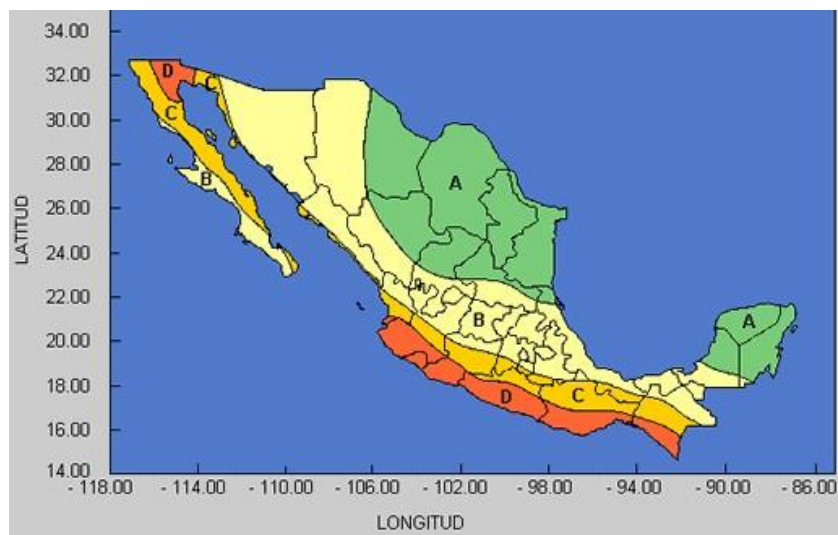 34.00
D
32.00
C
C
30.00
28.00
A
B
26.00
24.00
22.00
A
B
20.00
18.00
D
C
16.00
14.00
- 118.00 - 114.00 - 110.00 - 106.00 - 102.00 - 98.00 - 94.00 - 90.00 - 86.00
LATITUD
LONGITUD